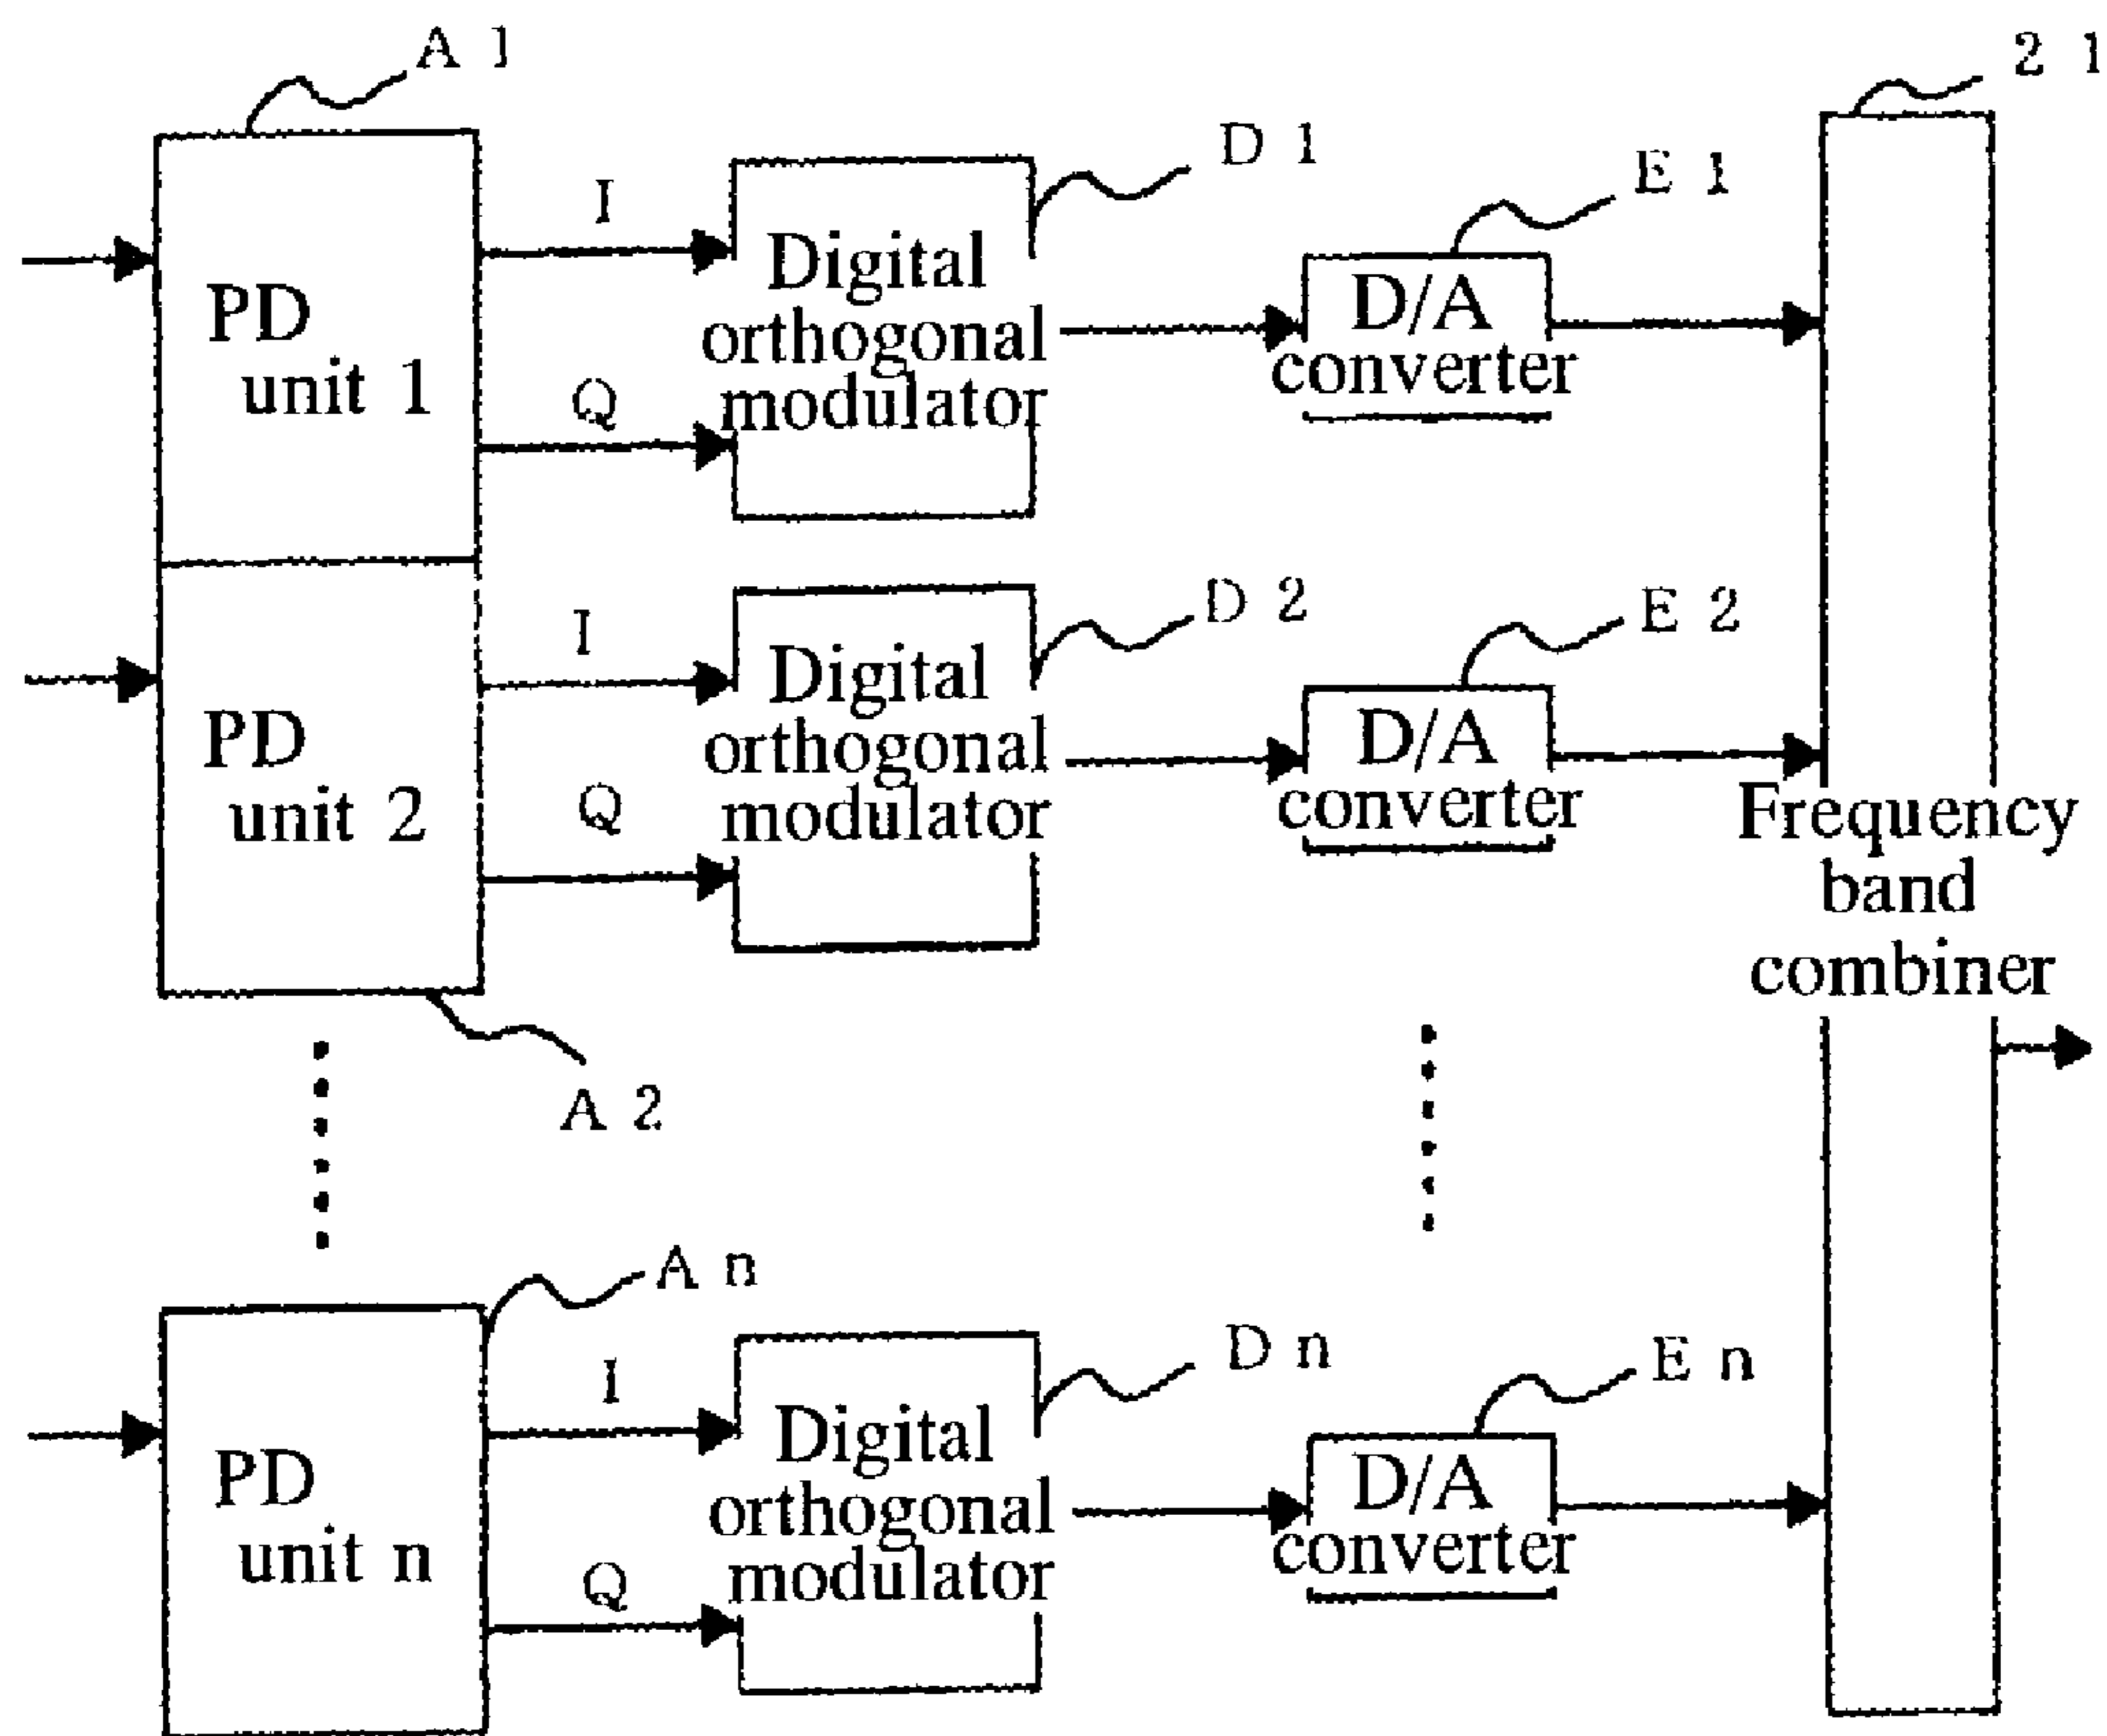 A 1
2 1
D 1
E 1
I
Q
PD
unit 1
Digital
orthogonal
modulator
D/A
converter
D 2
E 2
I
Q
PD
unit 2
Digital
orthogonal
modulator
D/A
converter
Frequency
band
combiner
A 2
A n
D n
E n
I
Q
PD
unit n
Digital
orthogonal
modulator
D/A
converter